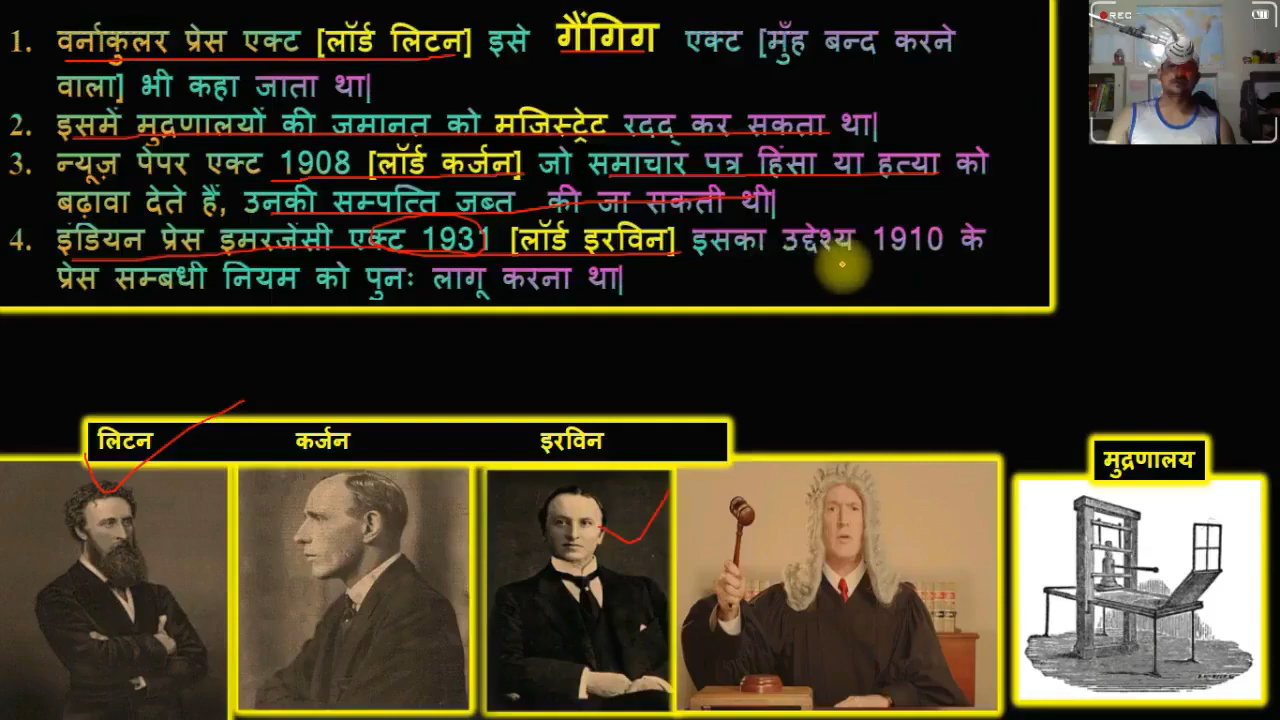 1. वर्नाकुलर प्रेस एक्ट [लॉर्ड लिटन] इसे गैंगिग एक्ट [मुँह बन्द करने
वाला] भी कहा जाता था|
2. इसमें मुद्रणालयों की जमानत को मजिस्ट्रेट रदद् कर सकता था|
3. न्यूज़ पेपर एक्ट 1908 [लॉर्ड कर्जन] जो समाचार पत्र हिंसा या हत्या को
बढ़ावा देते हैं, उनकी सम्पत्ति जब्त की जा सकती थी|
4. इंडियन प्रेस इमरजेंसी एक्ट 1931 [लॉर्ड इरविन] इसका उद्देश्य 1910 के
प्रेस सम्बधी नियम को पुनः लागू करना था|
REC
लिटन कर्जन इरविन
मुद्रणालय